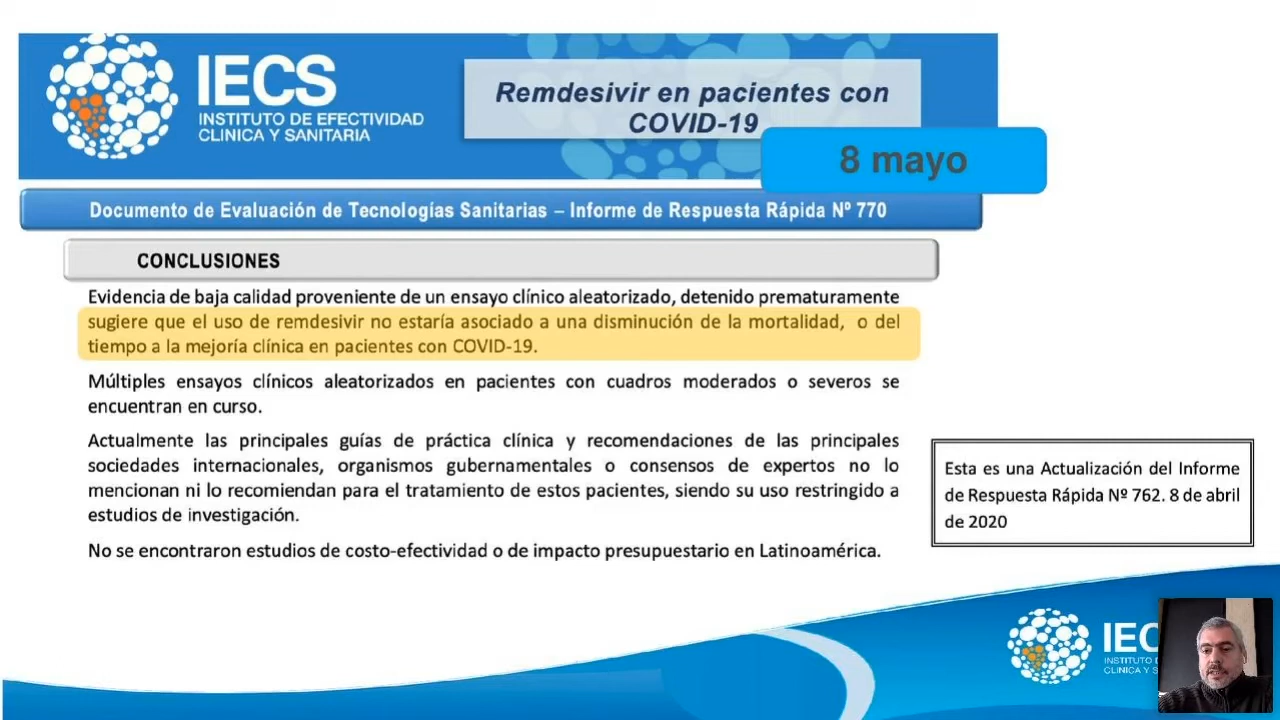 IECS
INSTITUTO DE EFECTIVIDAD
CLINICA Y SANITARIA
Remdesivir en pacientes con
COVID-19
8 mayo
Documento de Evaluación de Tecnologías Sanitarias – Informe de Respuesta Rápida Nº 770
CONCLUSIONES
Evidencia de baja calidad proveniente de un ensayo clínico aleatorizado, detenido prematuramente
sugiere que el uso de remdesivir no estaría asociado a una disminución de la mortalidad, o del
tiempo a la mejoría clínica en pacientes con COVID-19.
Múltiples ensayos clínicos aleatorizados en pacientes con cuadros moderados o severos se
encuentran en curso.
Actualmente las principales guías de práctica clínica y recomendaciones de las principales
sociedades internacionales, organismos gubernamentales o consensos de expertos no lo
mencionan ni lo recomiendan para el tratamiento de estos pacientes, siendo su uso restringido a
estudios de investigación.
No se encontraron estudios de costo-efectividad o de impacto presupuestario en Latinoamérica.
Esta es una Actualización del Informe
de Respuesta Rápida Nº 762. 8 de abril
de 2020
IEC
INSTITUTO
CLINICA Y